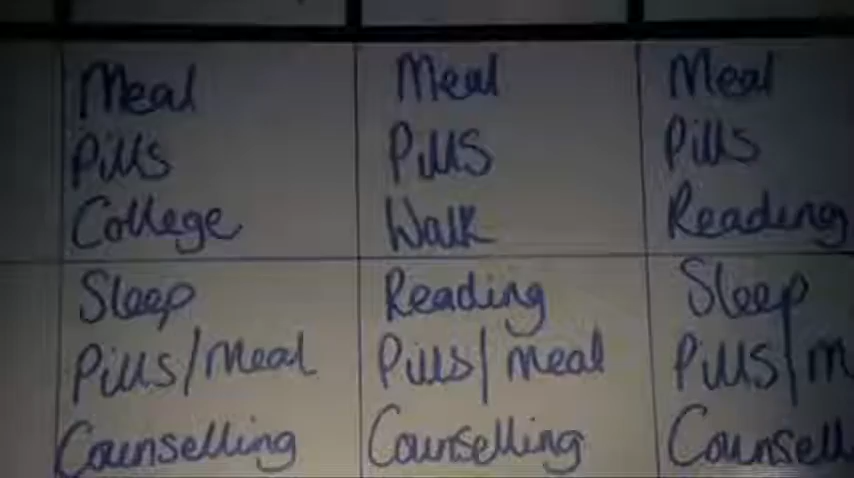 Meal Meal Meal
Pills Pills Pills
College Walk Reading
Sleep Reading Sleep
Pills/Meal Pills/Meal Pills/M
Counselling Counselling Counsell